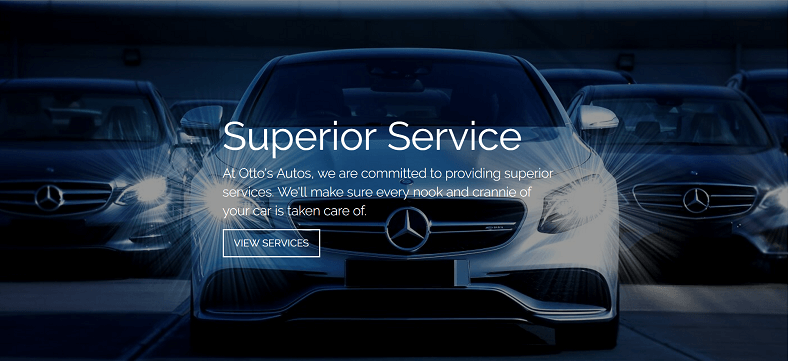 Superior Service
At Otto's Autos, we are committed to providing superior
services. We'll make sure every nook and crannie of
your car is taken care of.
VIEW SERVICES